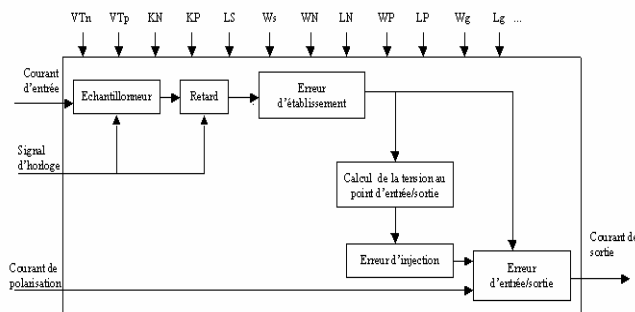 VTn VTp KN KP LS Ws WN LN WP LP Wg Lg ...
Courant
d'entrée
Echantillonneur
Retard
Erreur
d'établissement
Signal
d'horloge
Calcul de la tension au
point d'entrée/sortie
Courant de
sortie
Erreur d'injection
Courant de
polarisation
Erreur
d'entrée/sortie